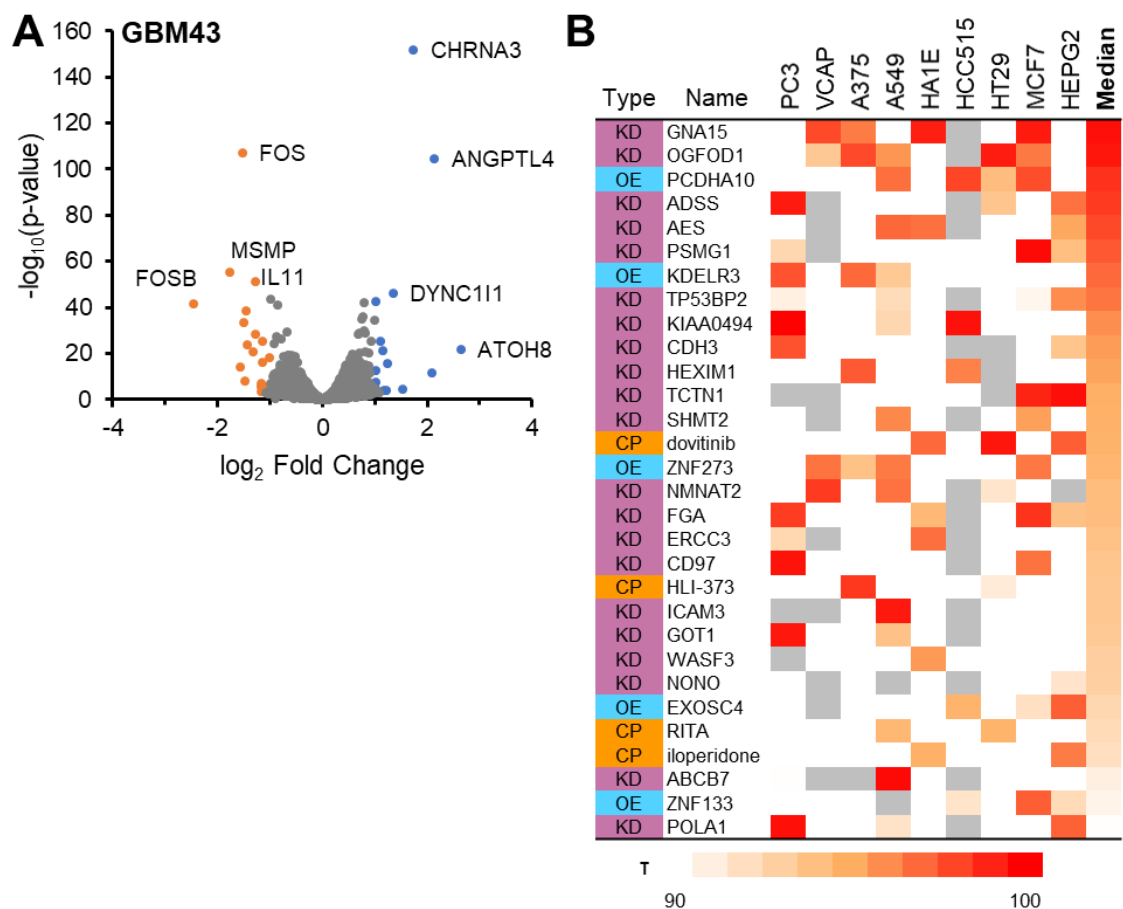 A
GBM43
160
140
120
100
80
60
40
20
0
-log10(p-value)
CHRNA3
FOS
ANGPTL4
MSMP
FOSB
IL11
DYNC1I1
ATOH8
-4 -2 0 2 4
log2 Fold Change
B
Type Name PC3 VCAP A375 A549 HA1E HCC515 HT29 MCF7 HEPG2 Median
KD GNA15
KD OGFOD1
OE PCDHA10
KD ADSS
KD AES
KD PSMG1
OE KDELR3
KD TP53BP2
KD KIAA0494
KD CDH3
KD HEXIM1
KD TCTN1
KD SHMT2
CP dovitinib
OE ZNF273
KD NMNAT2
KD FGA
KD ERCC3
KD CD97
CP HLI-373
KD ICAM3
KD GOT1
KD WASF3
KD NONO
OE EXOSC4
CP RITA
CP iloperidone
KD ABCB7
OE ZNF133
KD POLA1
T
90 100